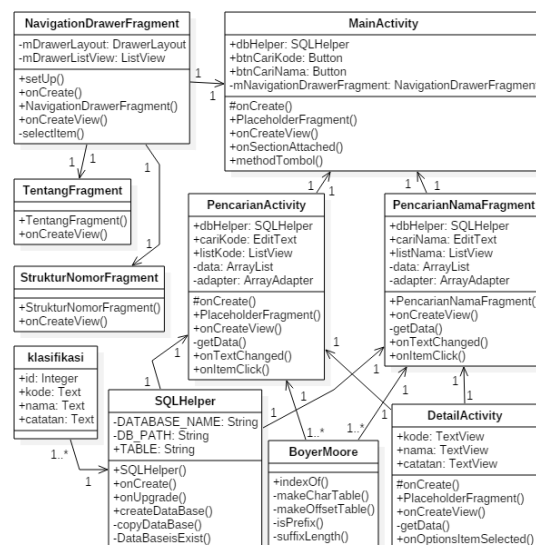 NavigationDrawerFragment
-mDrawerLayout: DrawerLayout
-mDrawerListView: ListView
+setUp()
+onCreate()
+NavigationDrawerFragment()
+onCreateView()
-selectItem()
MainActivity
+dbHelper: SQLHelper
+btnCariKode: Button
+btnCariNama: Button
-mNavigationDrawerFragment: NavigationDrawerFragment
#onCreate()
+PlaceholderFragment()
+onCreateView()
+onSectionAttached()
+methodTombol()
1
1
1
1
1
1
TentangFragment
+TentangFragment()
+onCreateView()
StrukturNomorFragment
+StrukturNomorFragment()
+onCreateView()
1
1
1
1
PencarianActivity
+dbHelper: SQLHelper
+cariKode: EditText
+listKode: ListView
-data: ArrayList
-adapter: ArrayAdapter
#onCreate()
+PlaceholderFragment()
+onCreateView()
-getData()
+onTextChanged()
+onItemClick()
PencarianNamaFragment
+dbHelper: SQLHelper
+cariNama: EditText
+listNama: ListView
-data: ArrayList
-adapter: ArrayAdapter
+PencarianNamaFragment()
+onCreateView()
-getData()
+onTextChanged()
+onItemClick()
klasifikasi
+id: Integer
+kode: Text
+nama: Text
+catatan: Text
1..*
1
SQLHelper
-DATABASE_NAME: String
-DB_PATH: String
+TABLE: String
+SQLHelper()
+onCreate()
+onUpgrade()
+createDataBase()
-copyDataBase()
-DataBaseisExist()
1
1
1
1
1
1
1
1
1
1
1..*
1..*
BoyerMoore
+indexOf()
-makeCharTable()
-makeOffsetTable()
-isPrefix()
-suffixLength()
DetailActivity
+kode: TextView
+nama: TextView
+catatan: TextView
#onCreate()
+PlaceholderFragment()
+onCreateView()
-getData()
+onOptionsItemSelected()